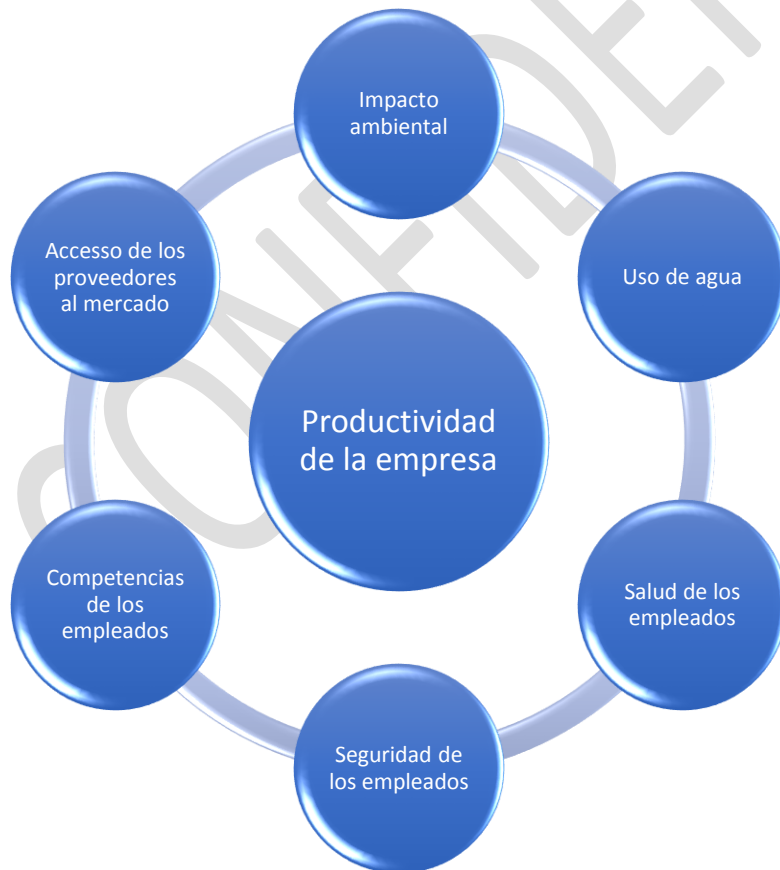 Impacto
ambiental
Uso de agua
Salud de los
empleados
Seguridad de
los empleados
Competencias
de los
empleados
Accesso de los
proveedores
al mercado
Productividad
de la empresa